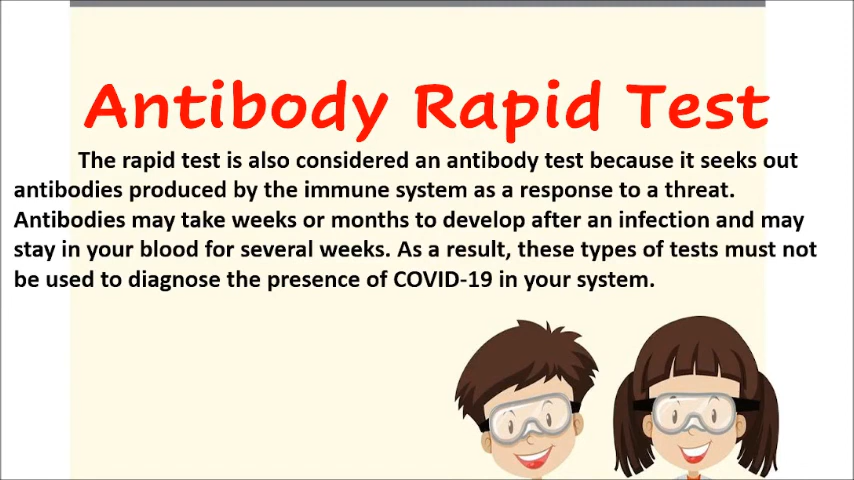 Antibody Rapid Test
The rapid test is also considered an antibody test because it seeks out
antibodies produced by the immune system as a response to a threat.
Antibodies may take weeks or months to develop after an infection and may
stay in your blood for several weeks. As a result, these types of tests must not
be used to diagnose the presence of COVID-19 in your system.